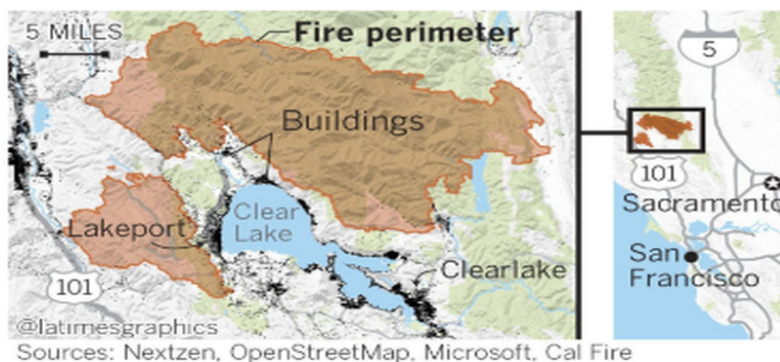 5 MILES
Fire perimeter
Buildings
Clear
Lake
Lakeport
Clearlake
101
@latimesgraphics
5
101
Sacramento
San
Francisco
Sources: Nextzen, OpenStreetMap, Microsoft, Cal Fire